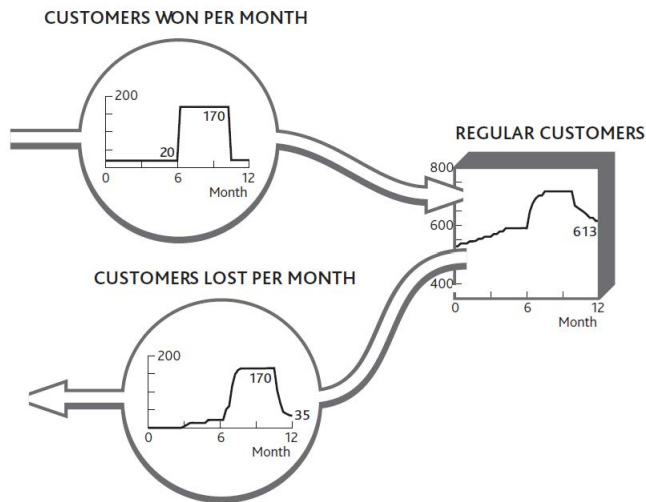 CUSTOMERS WON PER MONTH
200
170
20
0 6 12
Month
REGULAR CUSTOMERS
800
600
613
400
0 6 12
Month
CUSTOMERS LOST PER MONTH
200
170
35
0 6 12
Month